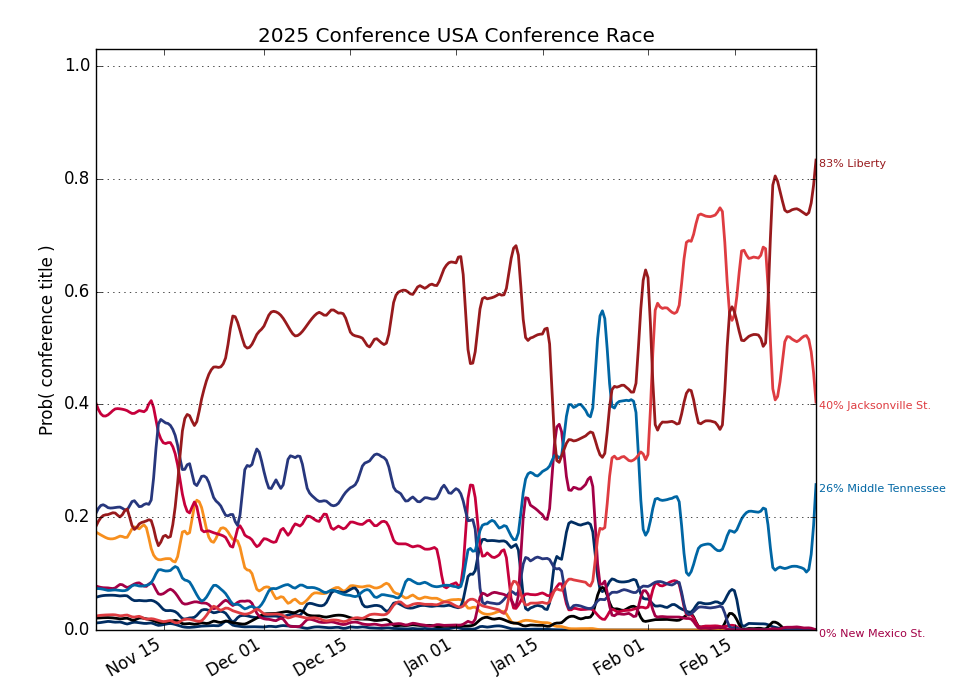 2025 Conference USA Conference Race
Prob( conference title )
1.0
0.8
0.6
0.4
0.2
0.0
83% Liberty
40% Jacksonville St.
26% Middle Tennessee
0% New Mexico St.
Nov 15
Dec 01
Dec 15
Jan 01
Jan 15
Feb 01
Feb 15